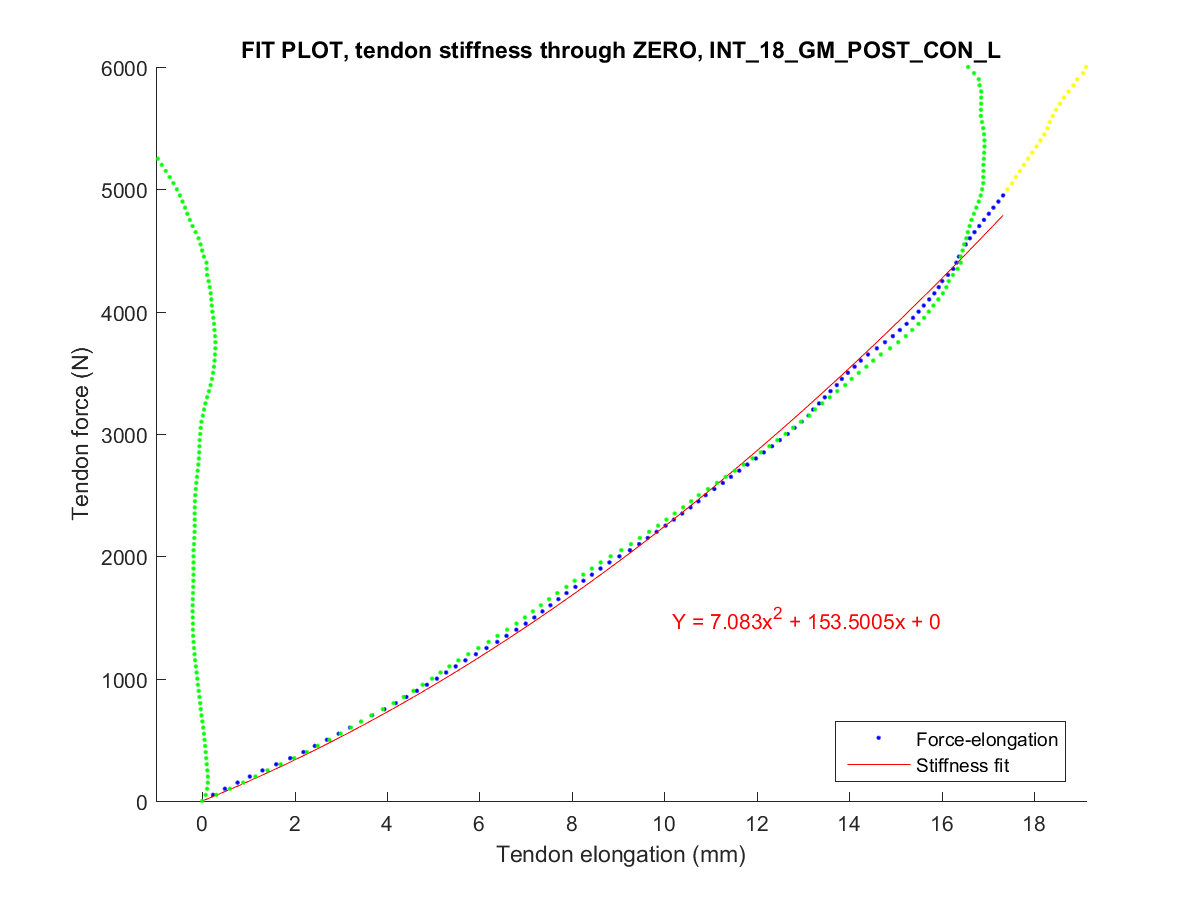 FIT PLOT, tendon stiffness through ZERO, INT_18_GM_POST_CON_L
6000
5000
4000
3000
2000
1000
0
Tendon force (N)
Y = 7.083x² + 153.5005x + 0
Force-elongation
Stiffness fit
0 2 4 6 8 10 12 14 16 18
Tendon elongation (mm)